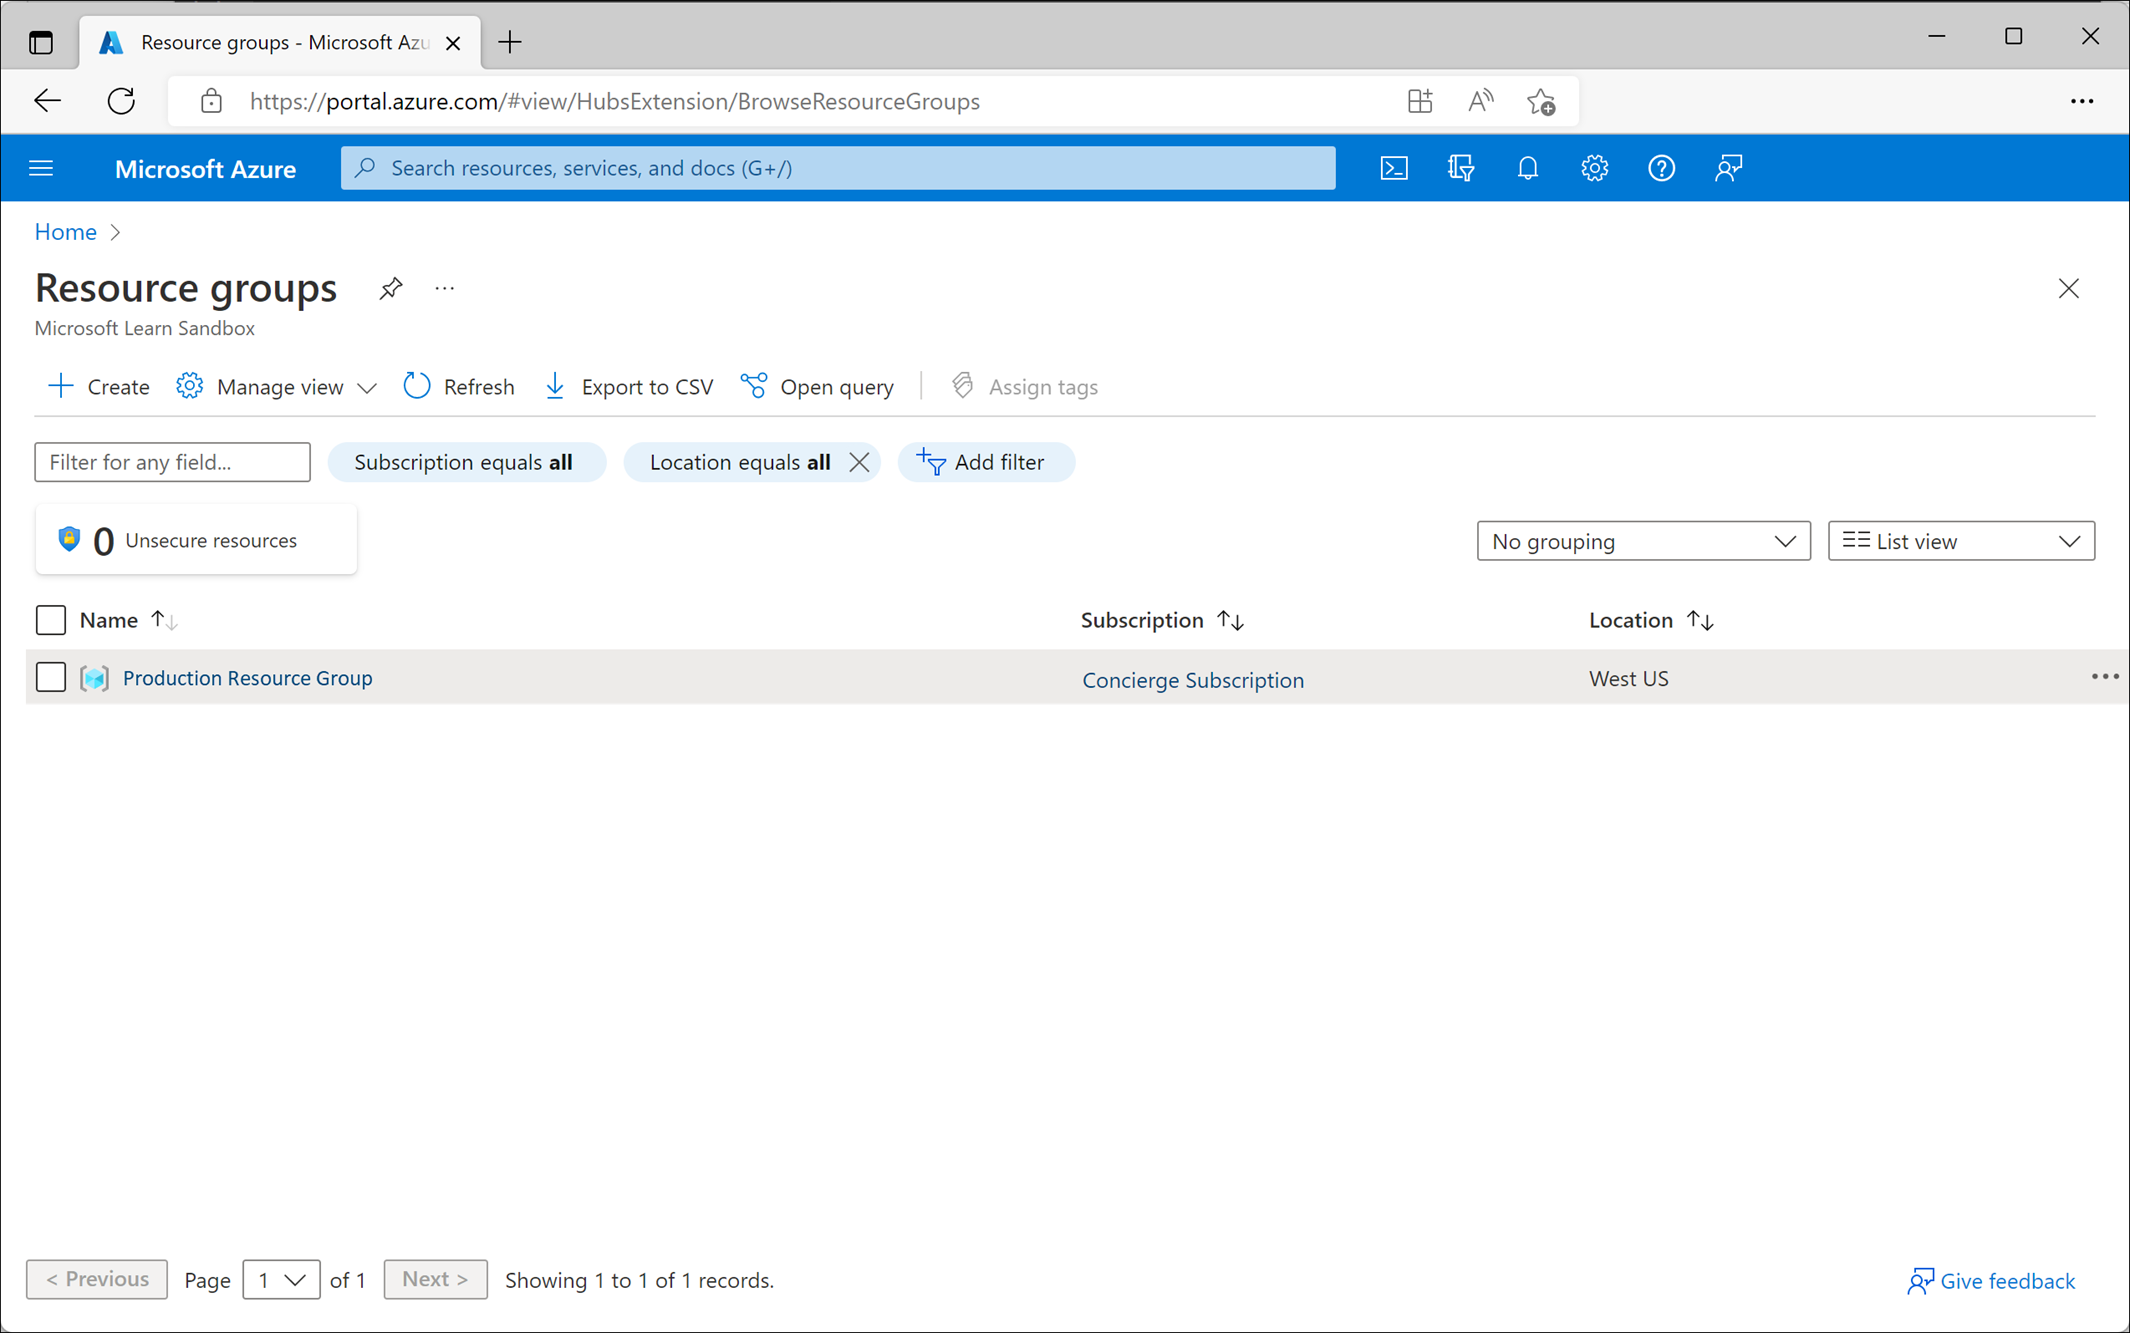 Resource groups - Microsoft Azu
https://portal.azure.com/#view/HubsExtension/BrowseResourceGroups
Microsoft Azure
Search resources, services, and docs (G+/)
Home
Resource groups
Microsoft Learn Sandbox
Create Manage view Refresh Export to CSV Open query Assign tags
Filter for any field... Subscription equals all Location equals all Add filter
0 Unsecure resources
No grouping List view
Name Subscription Location
Production Resource Group Concierge Subscription West US
< Previous Page 1 of 1 Next > Showing 1 to 1 of 1 records. Give feedback